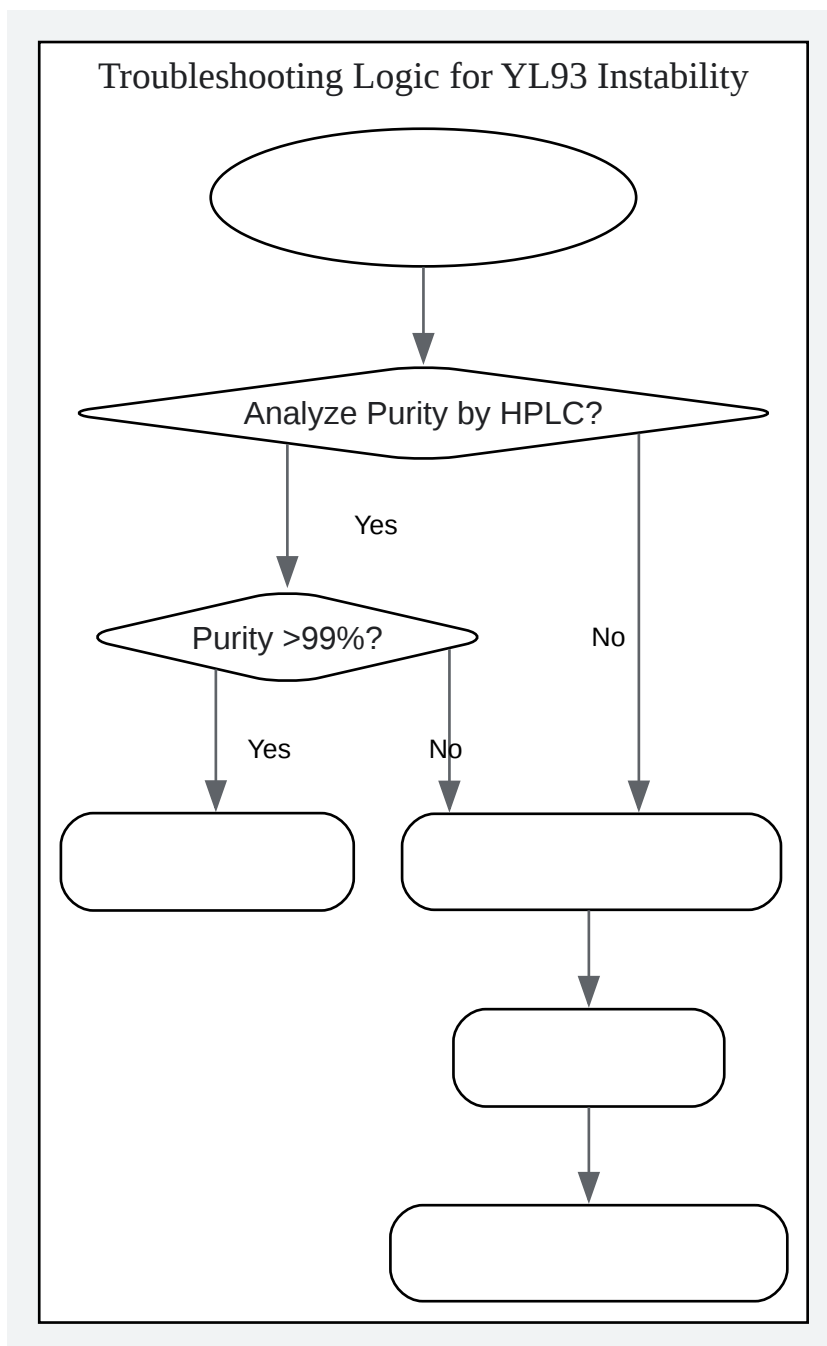 Troubleshooting Logic for YL93 Instability
Analyze Purity by HPLC?
Yes
Purity >99%?
No
Yes
No